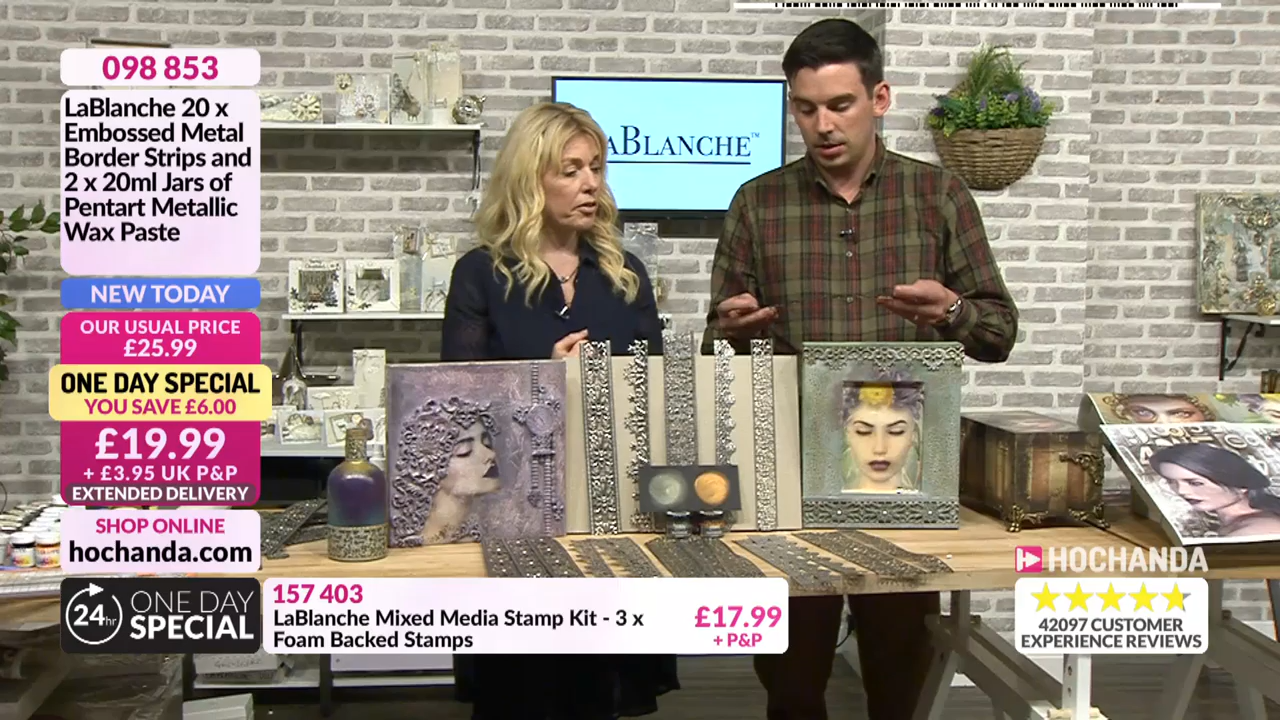 098 853
LaBlanche 20 x
Embossed Metal
Border Strips and
2 x 20ml Jars of
Pentart Metallic
Wax Paste
NEW TODAY
OUR USUAL PRICE
£25.99
ONE DAY SPECIAL
YOU SAVE £6.00
£19.99
+ £3.95 UK P&P
EXTENDED DELIVERY
SHOP ONLINE
hochanda.com
24hr
ONE DAY
SPECIAL
157 403
LaBlanche Mixed Media Stamp Kit - 3 x
Foam Backed Stamps
£17.99
+ P&P
ABLANCHE™
HOCHANDA
42097 CUSTOMER
EXPERIENCE REVIEWS